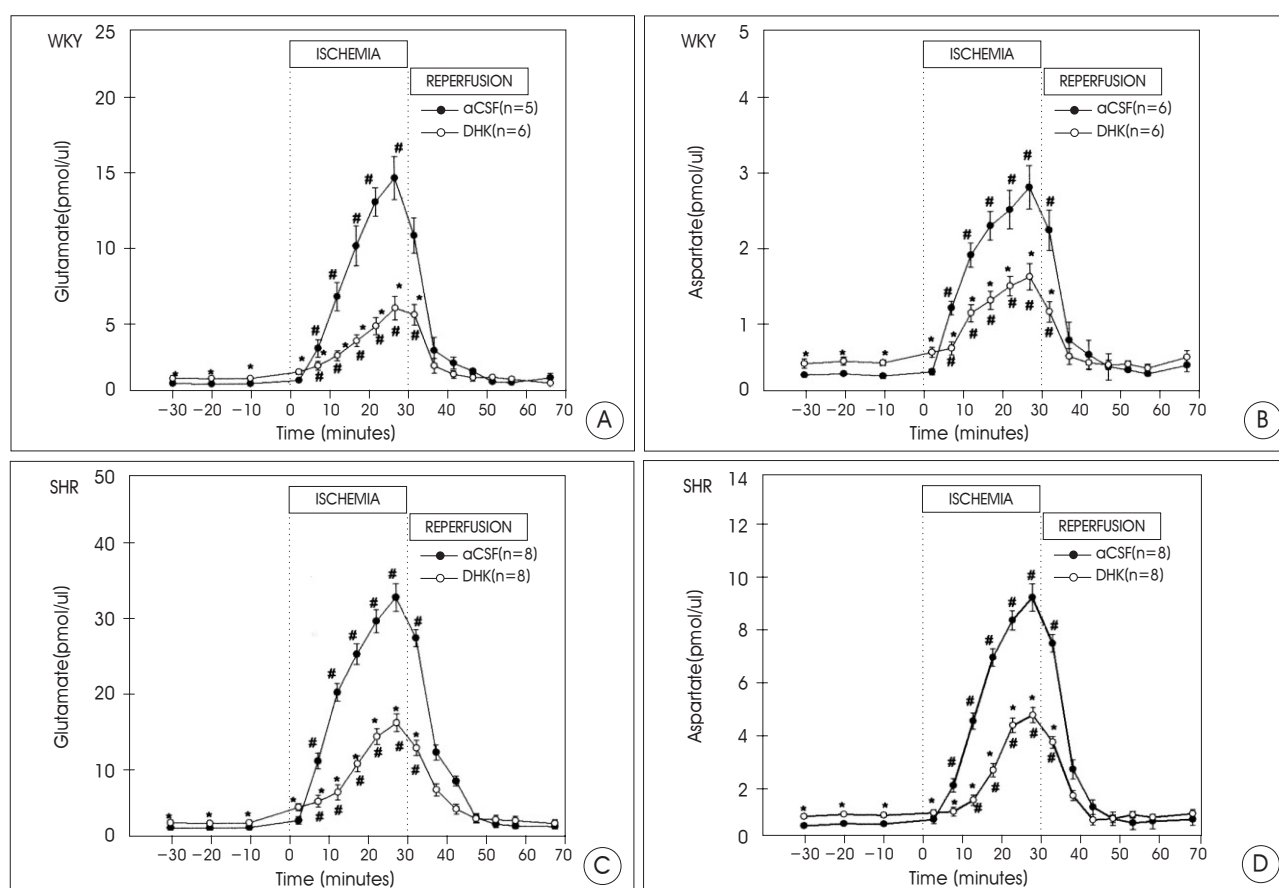 WKY
25
20
15
10
5
0
Glutamate(pmol/ul)
ISCHEMIA
REPERFUSION
aCSF(n=5)
DHK(n=6)
# # # # # #
* * * * * * * * * *
# # # # # #
−30 −20 −10 0 10 20 30 40 50 60 70
Time (minutes)
A
WKY
5
4
3
2
1
0
Aspartate(pmol/ul)
ISCHEMIA
REPERFUSION
aCSF(n=6)
DHK(n=6)
# # # # # #
* * * * * * * * * *
# # # # # #
−30 −20 −10 0 10 20 30 40 50 60 70
Time (minutes)
B
SHR
50
40
30
20
10
0
Glutamate(pmol/ul)
ISCHEMIA
REPERFUSION
aCSF(n=8)
DHK(n=8)
# # # # # #
* * * * * * * * * *
# # # # # #
−30 −20 −10 0 10 20 30 40 50 60 70
Time (minutes)
C
SHR
14
12
10
8
6
4
2
0
Aspartate(pmol/ul)
ISCHEMIA
REPERFUSION
aCSF(n=8)
DHK(n=8)
# # # # # #
* * * * * * * * * *
# # # # #
−30 −20 −10 0 10 20 30 40 50 60 70
Time (minutes)
D